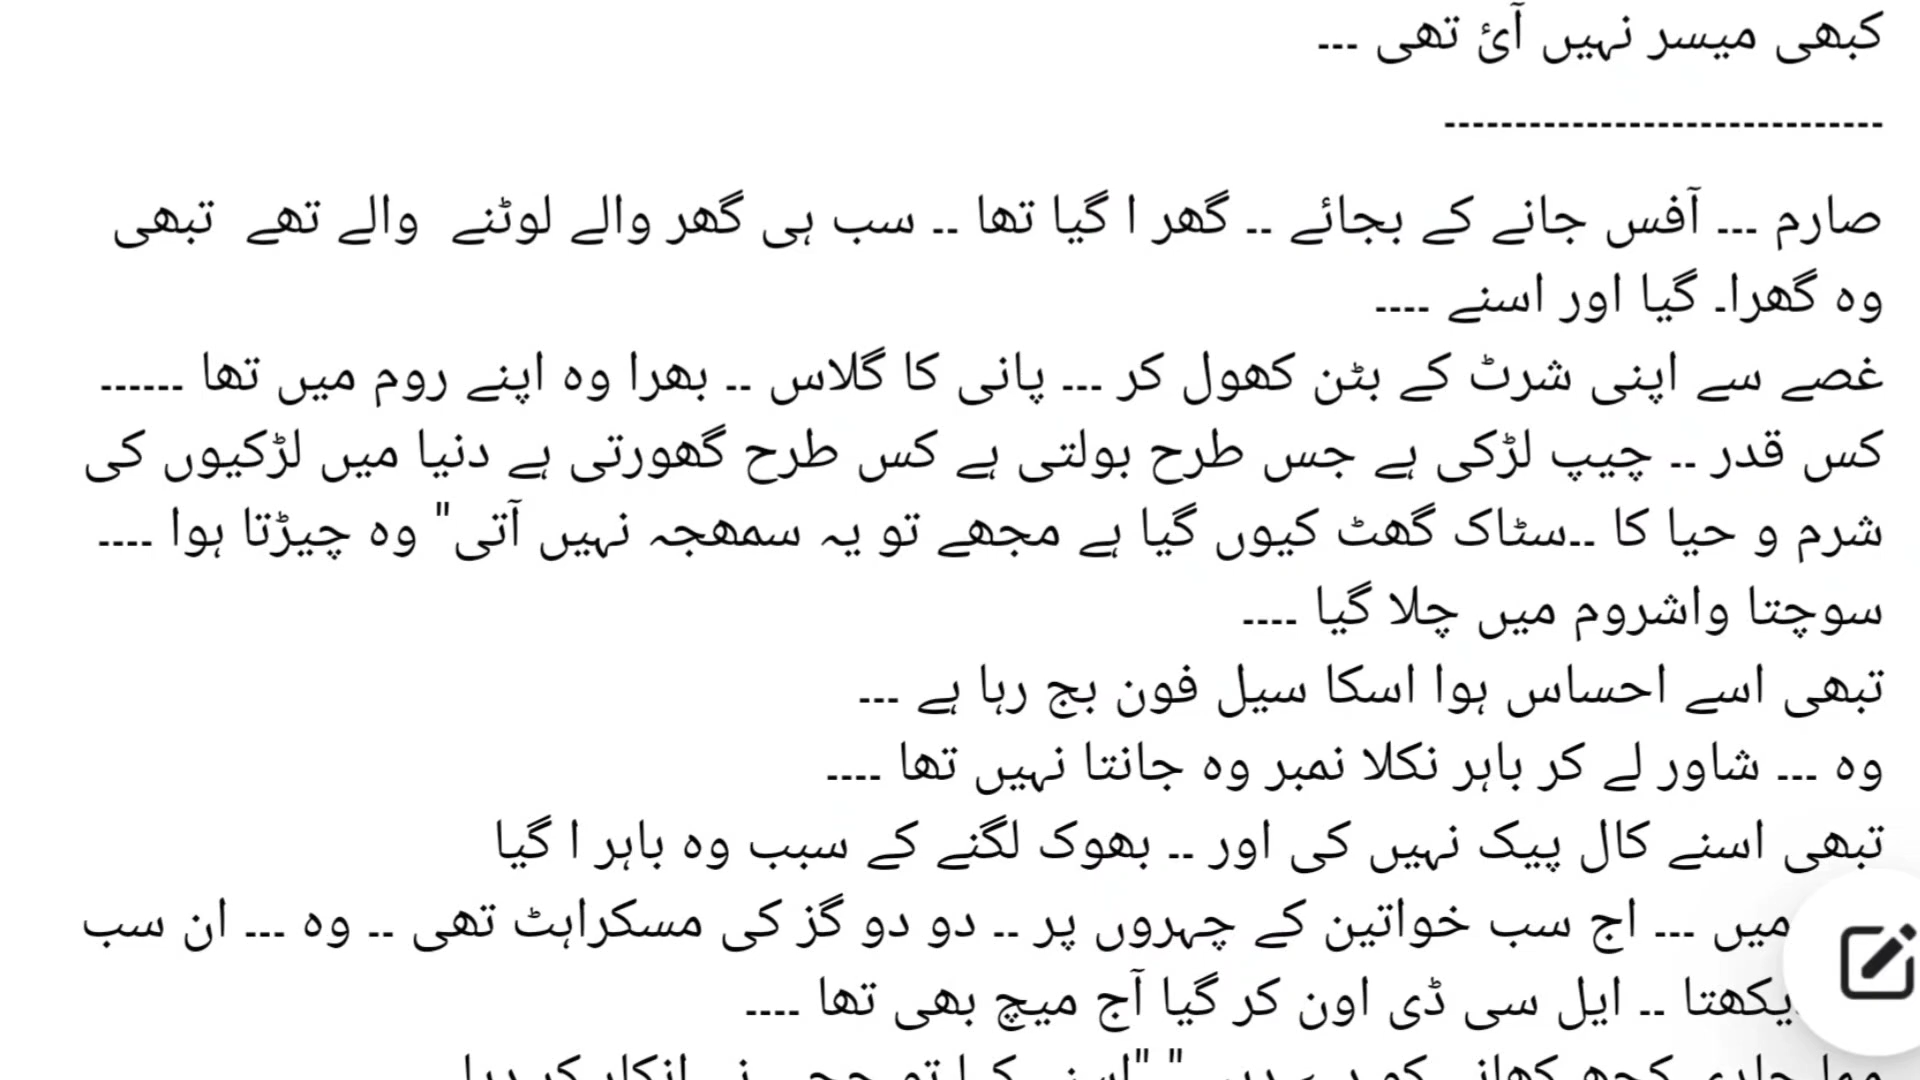 کبھی میسر نہیں آئ تھی ---
-------------------------------
صارم --- آفس جانے کے بجائے -- گھر ا گیا تھا -- سب ہی گھر والے لوٹنے  والے تھے  تبھی
وہ گھرا۔ گیا اور اسنے ----
غصے سے اپنی شرٹ کے بٹن کھول کر --- پانی کا گلاس -- بھرا وہ اپنے روم میں تھا ------
کس قدر -- چیپ لڑکی ہے جس طرح بولتی ہے کس طرح گھورتی ہے دنیا میں لڑکیوں کی
شرم و حیا کا --سٹاک گھٹ کیوں گیا ہے مجھے تو یہ سمھجہ نہیں آتی" وہ چیڑتا ہوا ----
سوچتا واشروم میں چلا گیا ----
تبھی اسے احساس ہوا اسکا سیل فون بج رہا ہے ---
وہ --- شاور لے کر باہر نکلا نمبر وہ جانتا نہیں تھا ----
تبھی اسنے کال پیک نہیں کی اور -- بھوک لگنے کے سبب وہ باہر ا گیا
میں --- اج سب خواتین کے چہروں پر -- دو دو گز کی مسکراہٹ تھی -- وہ --- ان سب
یکھتا -- ایل سی ڈی اون کر گیا آج میچ بھی تھا ----